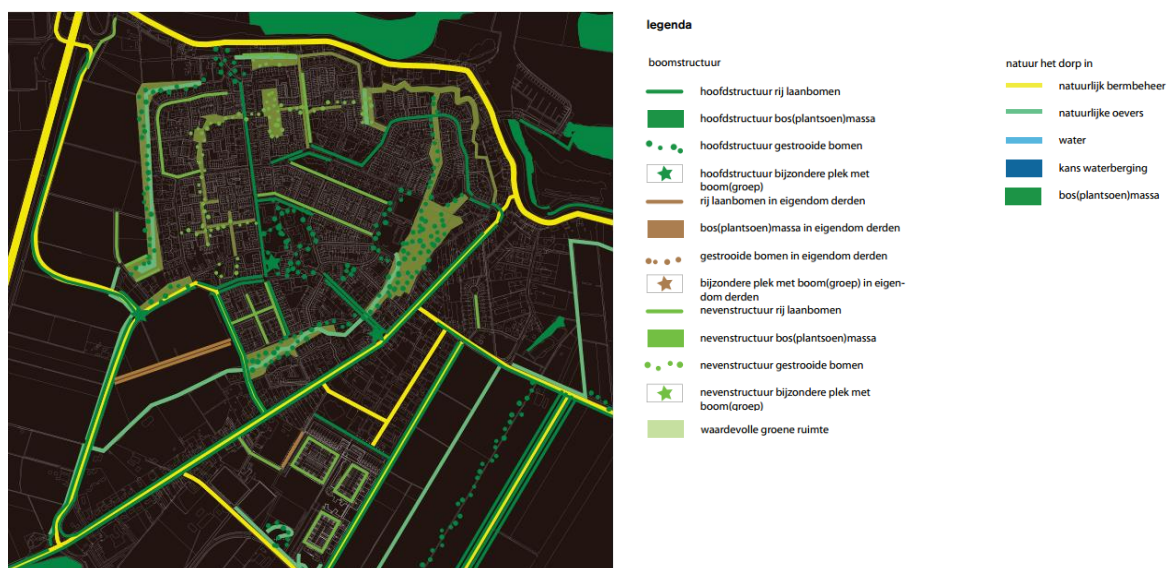 legenda
boomstructuur
hoofdstructuur rij laanbomen
hoofdstructuur bos(plantsoen)massa
hoofdstructuur gestrooide bomen
hoofdstructuur bijzondere plek met
boom(groep)
rij laanbomen in eigendom derden
bos(plantsoen)massa in eigendom derden
gestrooide bomen in eigendom derden
bijzondere plek met boom(groep) in eigen-
dom derden
nevenstructuur rij laanbomen
nevenstructuur bos(plantsoen)massa
nevenstructuur gestrooide bomen
nevenstructuur bijzondere plek met
boom(groep)
waardevolle groene ruimte
natuur het dorp in
natuurlijk bermbeheer
natuurlijke oevers
water
kans waterberging
bos(plantsoen)massa